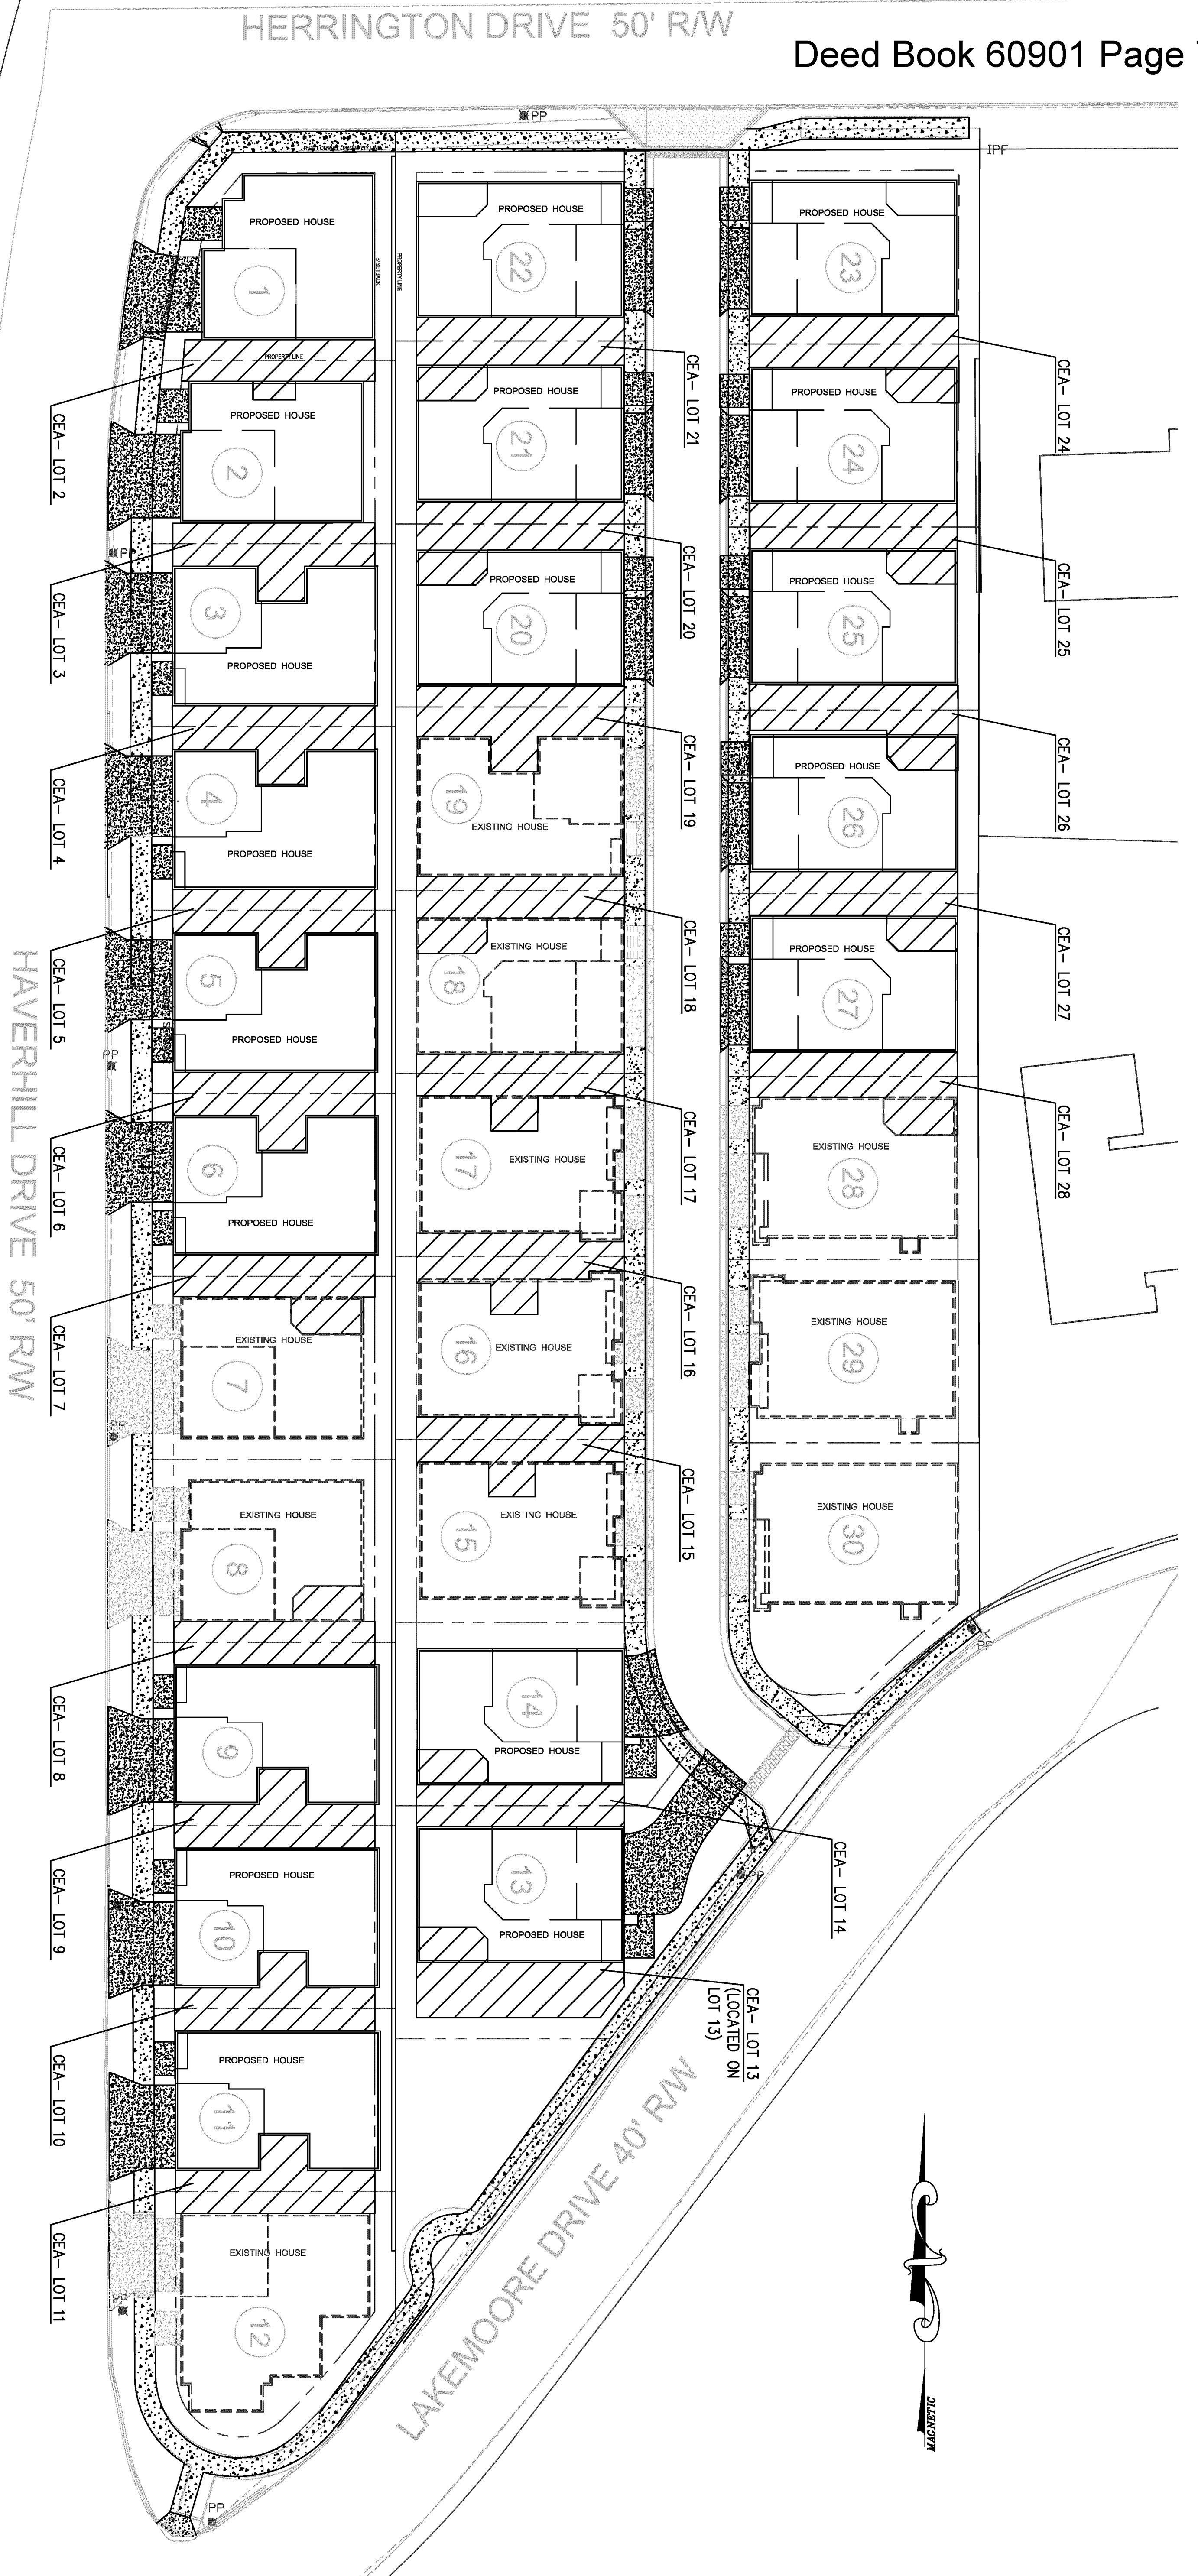 HERRINGTON DRIVE 50' R/W
Deed Book 60901 Page
PP
IPF
PROPOSED HOUSE
1
5' SETBACK
PROPERTY LINE
PROPOSED HOUSE
22
PROPOSED HOUSE
23
PROPERTY LINE
CEA- LOT 2
CEA- LOT 21
CEA- LOT 24
PROPOSED HOUSE
2
PROPOSED HOUSE
21
PROPOSED HOUSE
24
PP
CEA- LOT 3
CEA- LOT 20
CEA- LOT 25
3
PROPOSED HOUSE
PROPOSED HOUSE
20
PROPOSED HOUSE
25
CEA- LOT 4
CEA- LOT 19
CEA- LOT 26
4
PROPOSED HOUSE
19
EXISTING HOUSE
PROPOSED HOUSE
26
CEA- LOT 5
CEA- LOT 18
CEA- LOT 27
5
PROPOSED HOUSE
EXISTING HOUSE
18
PROPOSED HOUSE
27
PP
HAVERHILL DRIVE 50' R/W
CEA- LOT 6
CEA- LOT 17
CEA- LOT 28
6
PROPOSED HOUSE
EXISTING HOUSE
17
EXISTING HOUSE
28
CEA- LOT 7
CEA- LOT 16
EXISTING HOUSE
7
EXISTING HOUSE
16
EXISTING HOUSE
29
PP
CEA- LOT 15
EXISTING HOUSE
8
EXISTING HOUSE
15
EXISTING HOUSE
30
PP
CEA- LOT 8
9
14
PROPOSED HOUSE
CEA- LOT 9
CEA- LOT 14
PROPOSED HOUSE
10
13
PROPOSED HOUSE
PP
CEA- LOT 10
CEA- LOT 13
(LOCATED ON
LOT 13)
PROPOSED HOUSE
11
CEA- LOT 11
LAKEMOORE DRIVE 40' R/W
EXISTING HOUSE
12
PP
MAGNETIC
PP